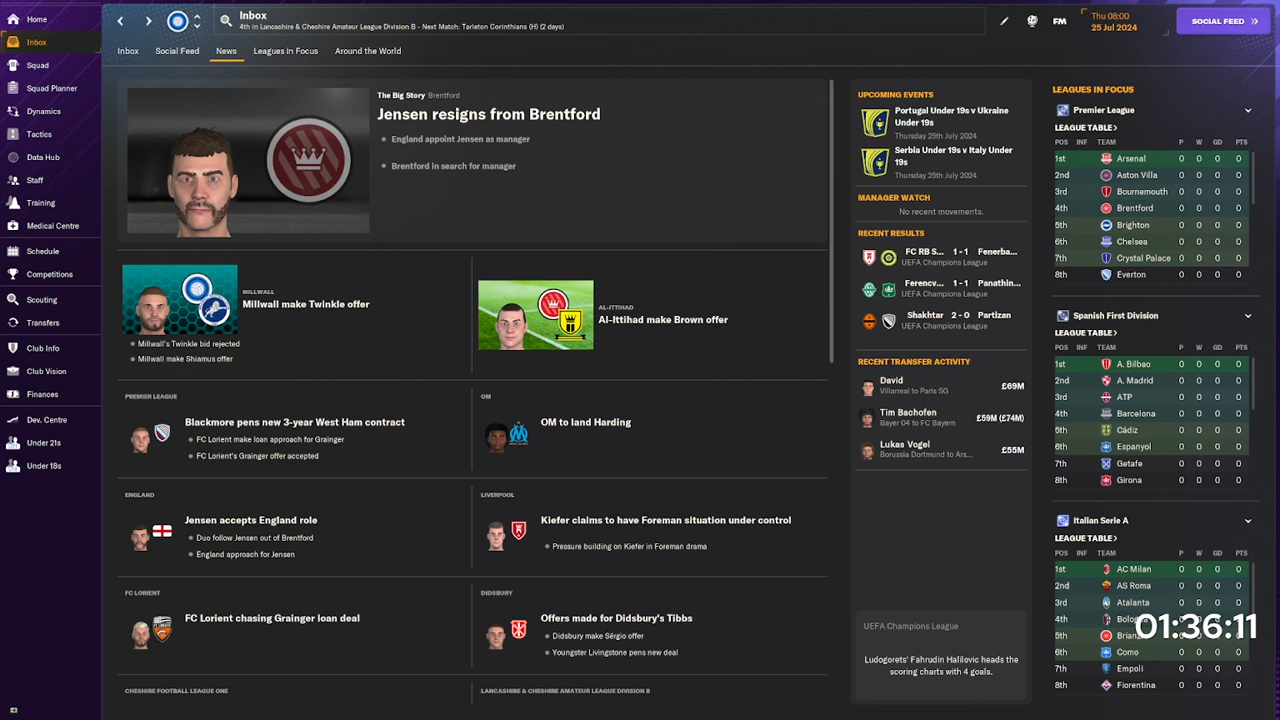 Home
Inbox
Squad
Squad Planner
Dynamics
Tactics
Data Hub
Staff
Training
Medical Centre
Schedule
Competitions
Scouting
Transfers
Club Info
Club Vision
Finances
Dev. Centre
Under 21s
Under 18s
Inbox
4th in Lancashire & Cheshire Amateur League Division B - Next Match: Tarleton Corinthians (H) (2 days)
FM
Thu 08:00
25 Jul 2024
SOCIAL FEED
Inbox Social Feed News Leagues in Focus Around the World
The Big Story Brentford
Jensen resigns from Brentford
England appoint Jensen as manager
Brentford in search for manager
MILLWALL
Millwall make Twinkle offer
Millwall's Twinkle bid rejected
Millwall make Shiamus offer
AL-ITTIHAD
Al-Ittihad make Brown offer
PREMIER LEAGUE
Blackmore pens new 3-year West Ham contract
FC Lorient make loan approach for Grainger
FC Lorient's Grainger offer accepted
OM
OM to land Harding
ENGLAND
Jensen accepts England role
Duo follow Jensen out of Brentford
England approach for Jensen
LIVERPOOL
Kiefer claims to have Foreman situation under control
Pressure building on Kiefer in Foreman drama
FC LORIENT
FC Lorient chasing Grainger loan deal
DIDSBURY
Offers made for Didsbury's Tibbs
Didsbury make Sérgio offer
Youngster Livingstone pens new deal
CHESHIRE FOOTBALL LEAGUE ONE
LANCASHIRE & CHESHIRE AMATEUR LEAGUE DIVISION B
UPCOMING EVENTS
Portugal Under 19s v Ukraine
Under 19s
Thursday 25th July 2024
Serbia Under 19s v Italy Under
19s
Thursday 25th July 2024
MANAGER WATCH
No recent movements.
RECENT RESULTS
FC RB S... 1 - 1 Fenerba...
UEFA Champions League
Ferencv... 1 - 1 Panathin...
UEFA Champions League
Shakhtar 2 - 0 Partizan
UEFA Champions League
RECENT TRANSFER ACTIVITY
David £69M
Villarreal to Paris SG
Tim Bachofen £59M (£74M)
Bayer 04 to FC Bayern
Lukas Vogel £55M
Borussia Dortmund to Ars...
UEFA Champions League
Ludogorets' Fahrudin Halilovic heads the
scoring charts with 4 goals.
LEAGUES IN FOCUS
Premier League
LEAGUE TABLE
POS INF TEAM P W GD PTS
1st Arsenal 0 0 0 0
2nd Aston Villa 0 0 0 0
3rd Bournemouth 0 0 0 0
4th Brentford 0 0 0 0
5th Brighton 0 0 0 0
6th Chelsea 0 0 0 0
7th Crystal Palace 0 0 0 0
8th Everton 0 0 0 0
Spanish First Division
LEAGUE TABLE
POS INF TEAM P W GD PTS
1st A. Bilbao 0 0 0 0
2nd A. Madrid 0 0 0 0
3rd ATP 0 0 0 0
4th Barcelona 0 0 0 0
5th Cádiz 0 0 0 0
6th Espanyol 0 0 0 0
7th Getafe 0 0 0 0
8th Girona 0 0 0 0
Italian Serie A
LEAGUE TABLE
POS INF TEAM P W GD PTS
1st AC Milan 0 0 0 0
2nd AS Roma 0 0 0 0
3rd Atalanta 0 0 0 0
4th
01:36:11
5th
6th Como 0 0 0 0
7th Empoli 0 0 0 0
8th Fiorentina 0 0 0 0